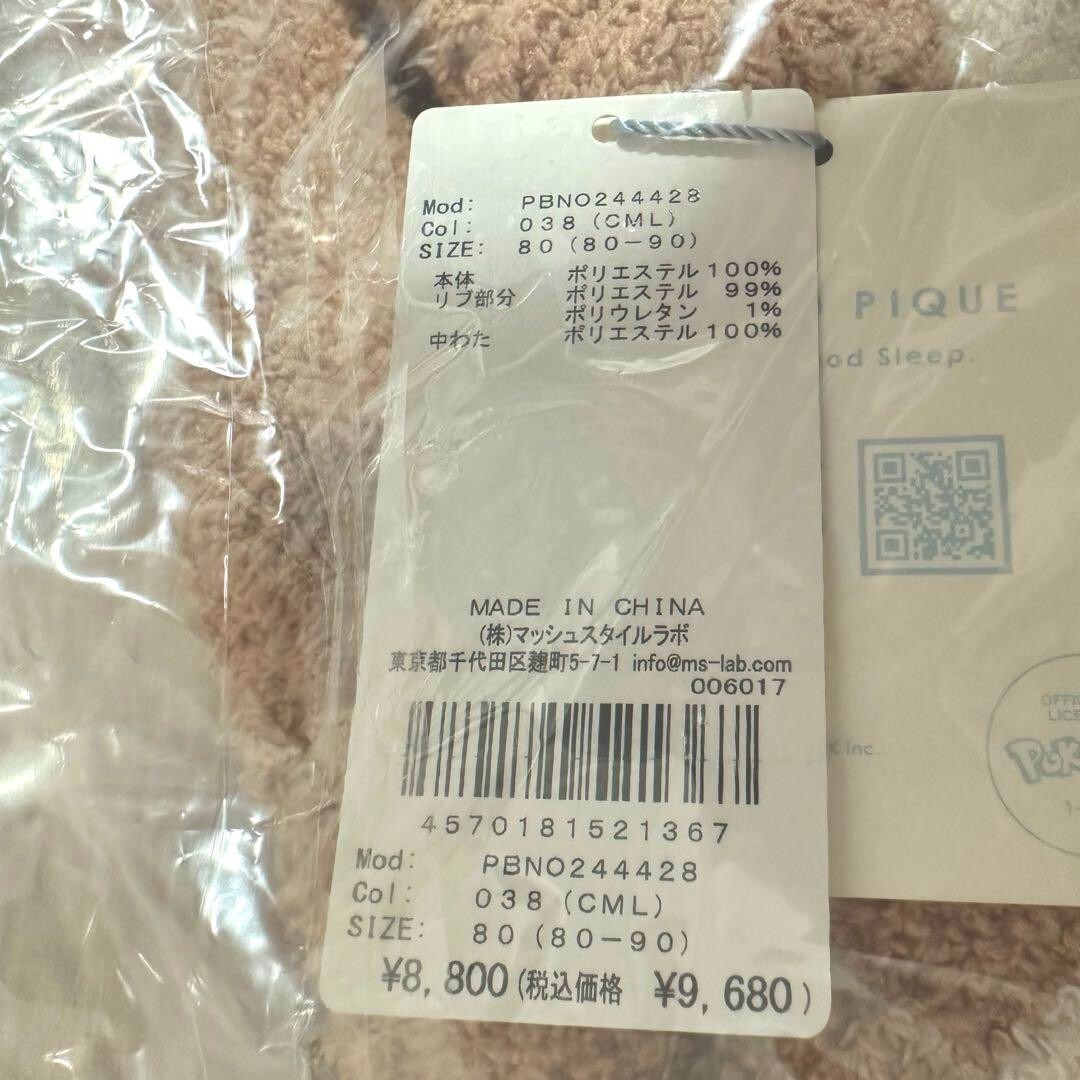 Mod: PBNO244428
Col: 038 (CML)
SIZE: 80 (80-90)
本体 ポリエステル 100%
リブ部分 ポリエステル 99%
ポリウレタン 1%
中わた ポリエステル 100%
MADE IN CHINA
(株)マッシュスタイルラボ
東京都千代田区麹町5-7-1 info@ms-lab.com
006017
4570181521367
Mod: PBNO244428
Col: 038 (CML)
SIZE: 80 (80-90)
¥8,800 (税込価格 ¥9,680)
PIQUE
Sleep.
Inc.